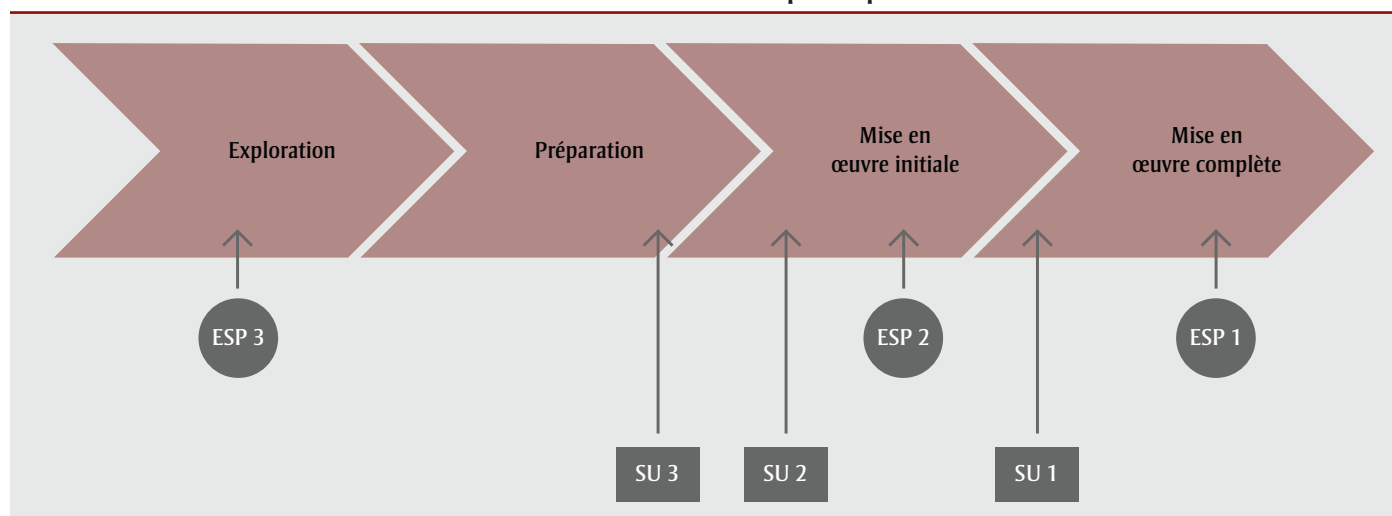 Exploration
Préparation
Mise en
œuvre initiale
Mise en
œuvre complète
ESP 3
ESP 2
ESP 1
SU 3
SU 2
SU 1